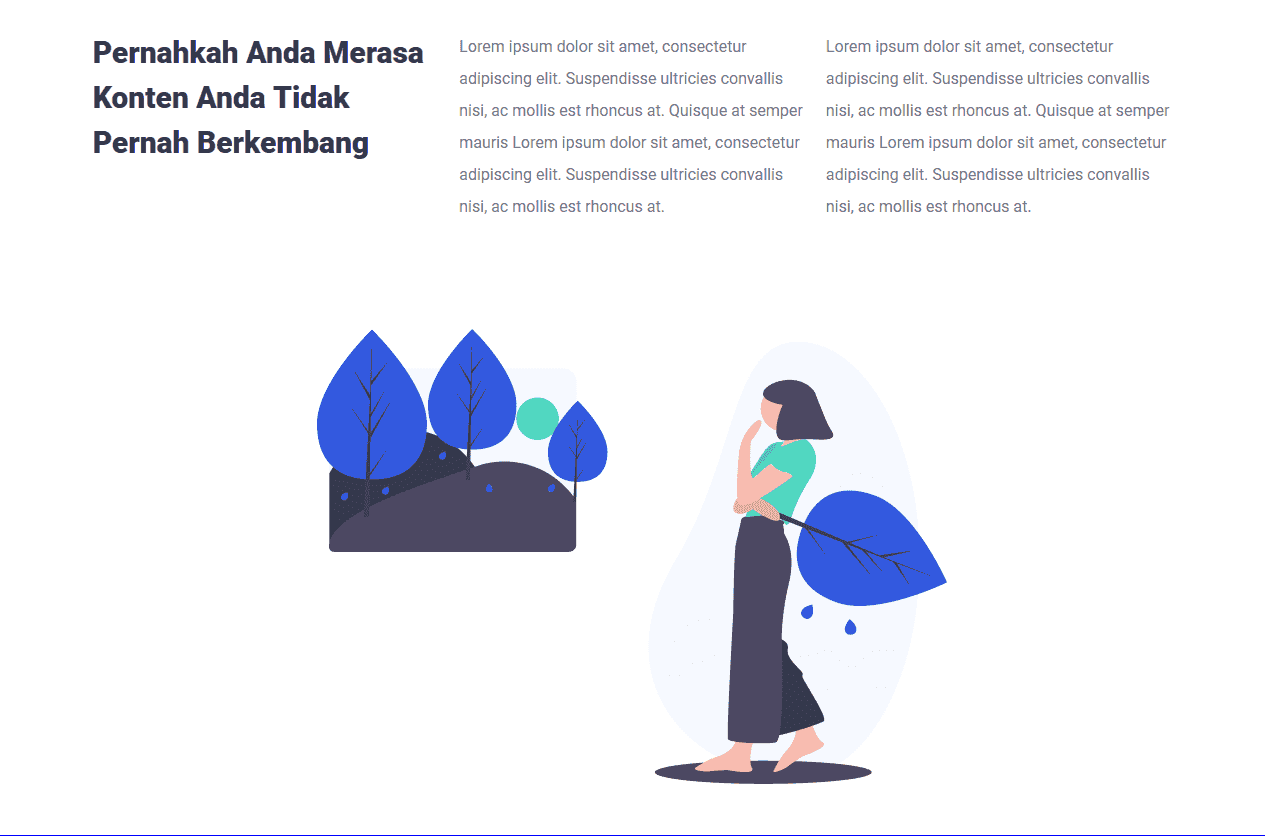 Pernahkah Anda Merasa
Konten Anda Tidak
Pernah Berkembang
Lorem ipsum dolor sit amet, consectetur
adipiscing elit. Suspendisse ultricies convallis
nisi, ac mollis est rhoncus at. Quisque at semper
mauris Lorem ipsum dolor sit amet, consectetur
adipiscing elit. Suspendisse ultricies convallis
nisi, ac mollis est rhoncus at.
Lorem ipsum dolor sit amet, consectetur
adipiscing elit. Suspendisse ultricies convallis
nisi, ac mollis est rhoncus at. Quisque at semper
mauris Lorem ipsum dolor sit amet, consectetur
adipiscing elit. Suspendisse ultricies convallis
nisi, ac mollis est rhoncus at.